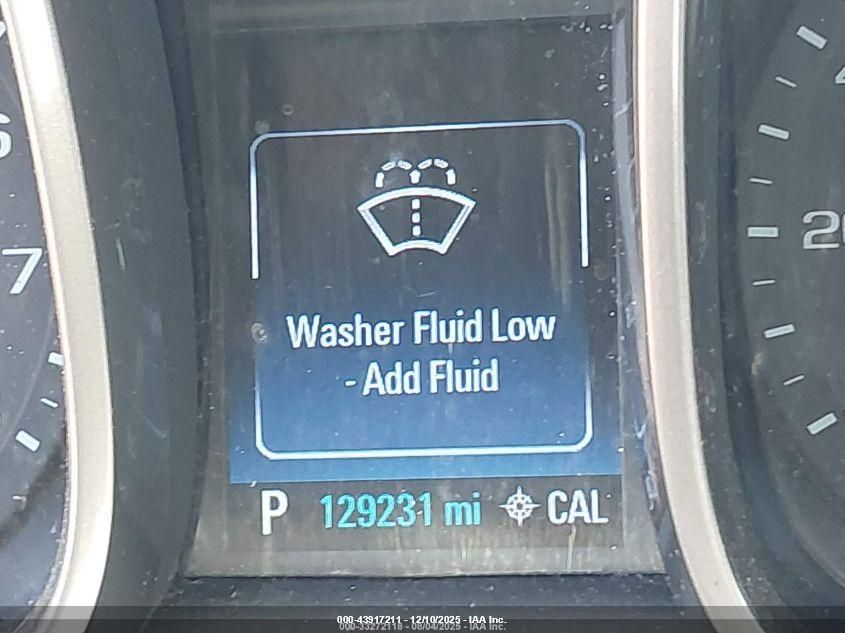 6
7
20
Washer Fluid Low
- Add Fluid
P 129231 mi CAL
000-43917211 - 12/10/2025 - IAA Inc.
000-33272118 - 08/04/2025 - IAA Inc.